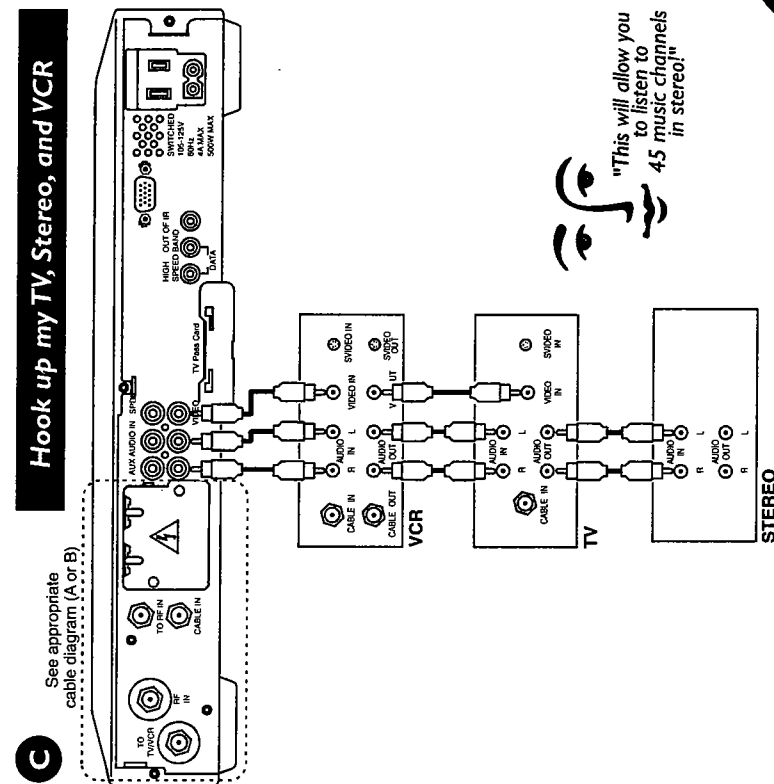 C
Hook up my TV, Stereo, and VCR
See appropriate
cable diagram (A or B)
TO
TV/VCR
RF
IN
TO RF IN
CABLE IN
AUX AUDIO IN
VIDEO
TV Pass Card
HIGH
SPEED BAND
OUT OF
IR
DATA
SWITCHED
105-125V
60Hz
4A MAX
500W MAX
CABLE IN
CABLE OUT
R
AUDIO
IN
L
VIDEO IN
SVIDEO IN
R
AUDIO
OUT
L
V
UT
SVIDEO
OUT
VCR
CABLE IN
R
AUDIO
IN
L
VIDEO
IN
SVIDEO
IN
AUDIO
OUT
R
L
TV
R
AUDIO
IN
L
AUDIO
OUT
R
L
STEREO
"This will allow you
to listen to
45 music channels
in stereo!"